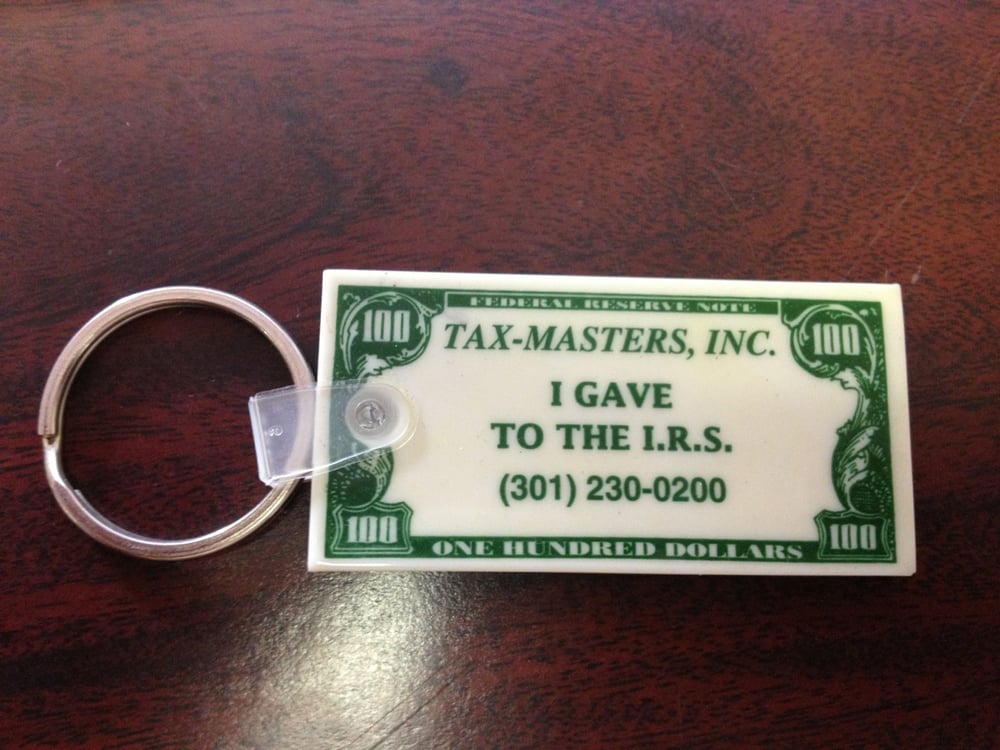 FEDERAL RESERVE NOTE
100
100
TAX-MASTERS, INC.
I GAVE
TO THE I.R.S.
(301) 230-0200
100
100
ONE HUNDRED DOLLARS